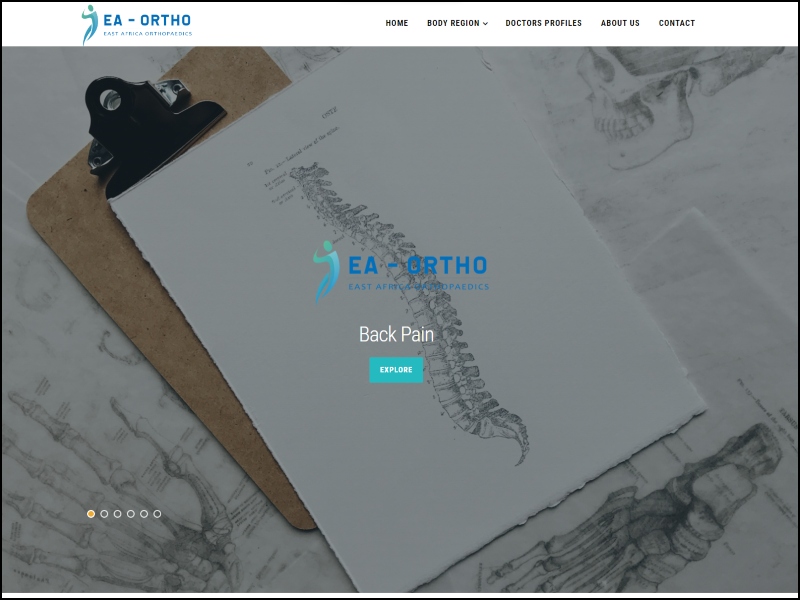 EA - ORTHO
EAST AFRICA ORTHOPAEDICS
HOME
BODY REGION
DOCTORS PROFILES
ABOUT US
CONTACT
EA - ORTHO
EAST AFRICA ORTHOPAEDICS
Back Pain
EXPLORE